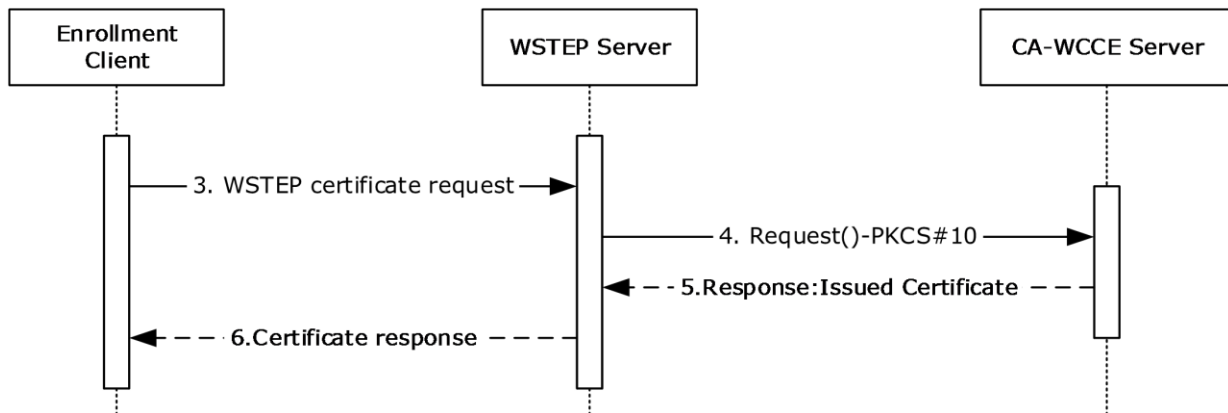 Enrollment
Client
WSTEP Server
CA-WCCE Server
3. WSTEP certificate request
4. Request()-PKCS#10
5.Response:Issued Certificate
6.Certificate response